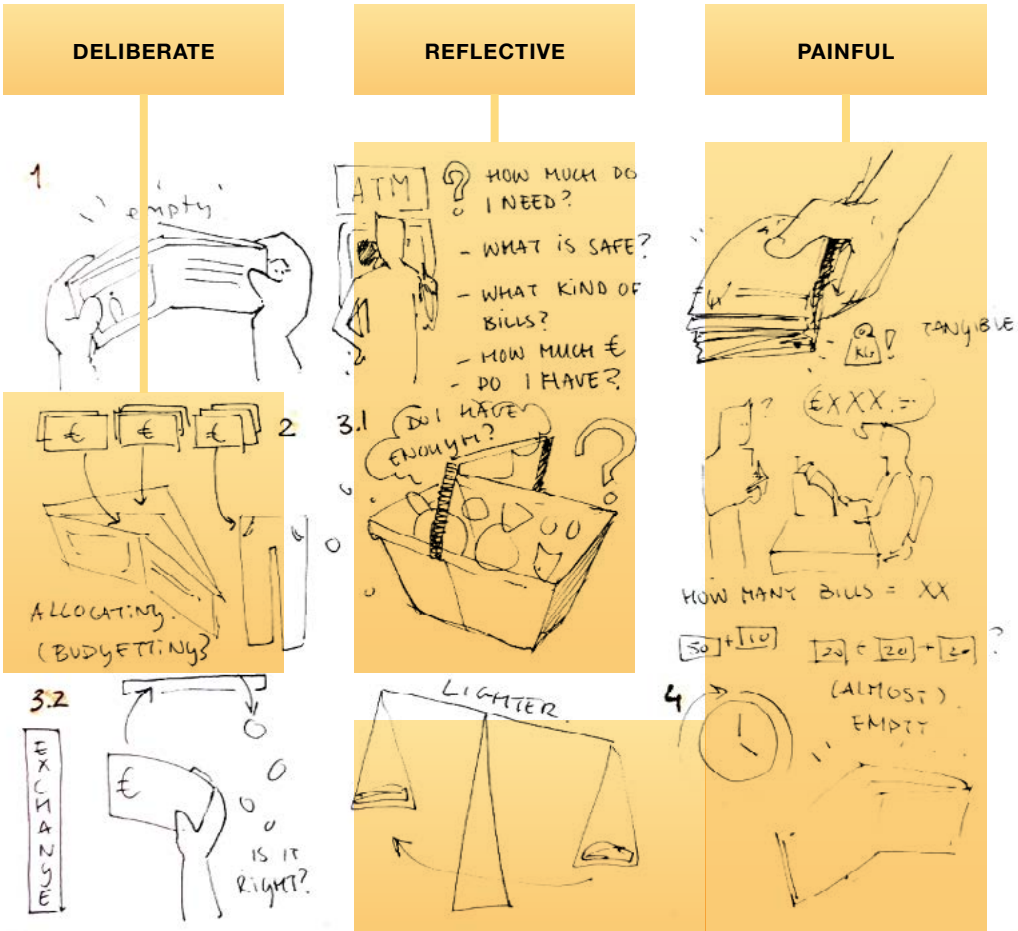 DELIBERATE
REFLECTIVE
PAINFUL
1
empty
ATM
? HOW MUCH DO
I NEED?
- WHAT IS SAFE?
- WHAT KIND OF
BILLS?
- HOW MUCH €
- DO I HAVE?
KG ! TANGIBLE
€ € € 2
ALLOCATING.
(BUDGETTING)
3.1
DO I HAVE
ENOUGH?
?
?
€XXX.=
HOW MANY BILLS = XX
50 + 10
20 + 20 + 20 ?
3.2
EXCHANGE
€
IS IT
RIGHT?
LIGHTER
4
(ALMOST)
EMPTY